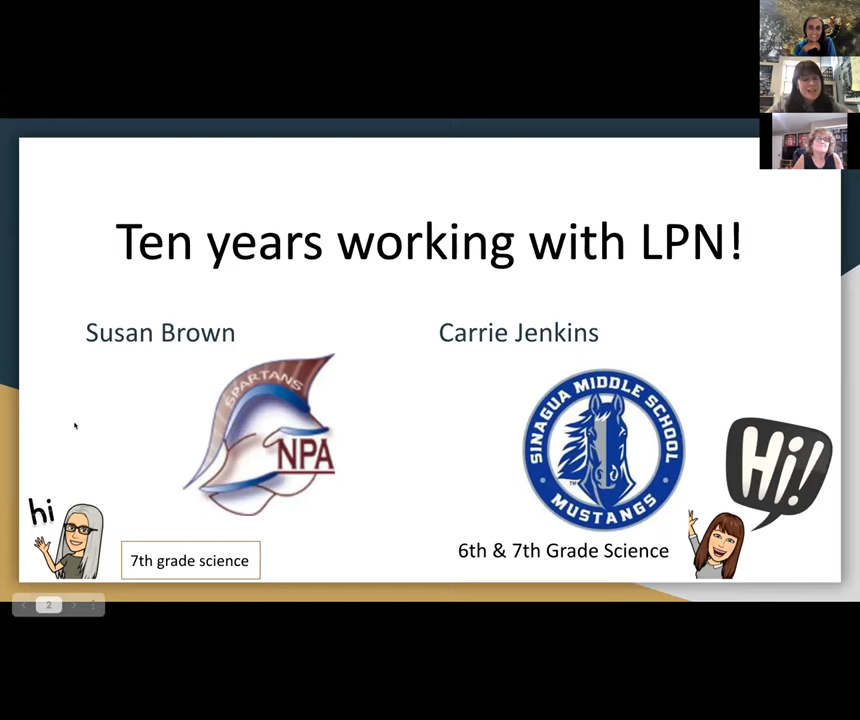 Ten years working with LPN!
Susan Brown
Carrie Jenkins
SPARTANS
NPA
SINAGUA MIDDLE SCHOOL
MUSTANGS
TM
Hi!
hi
7th grade science
6th & 7th Grade Science
2